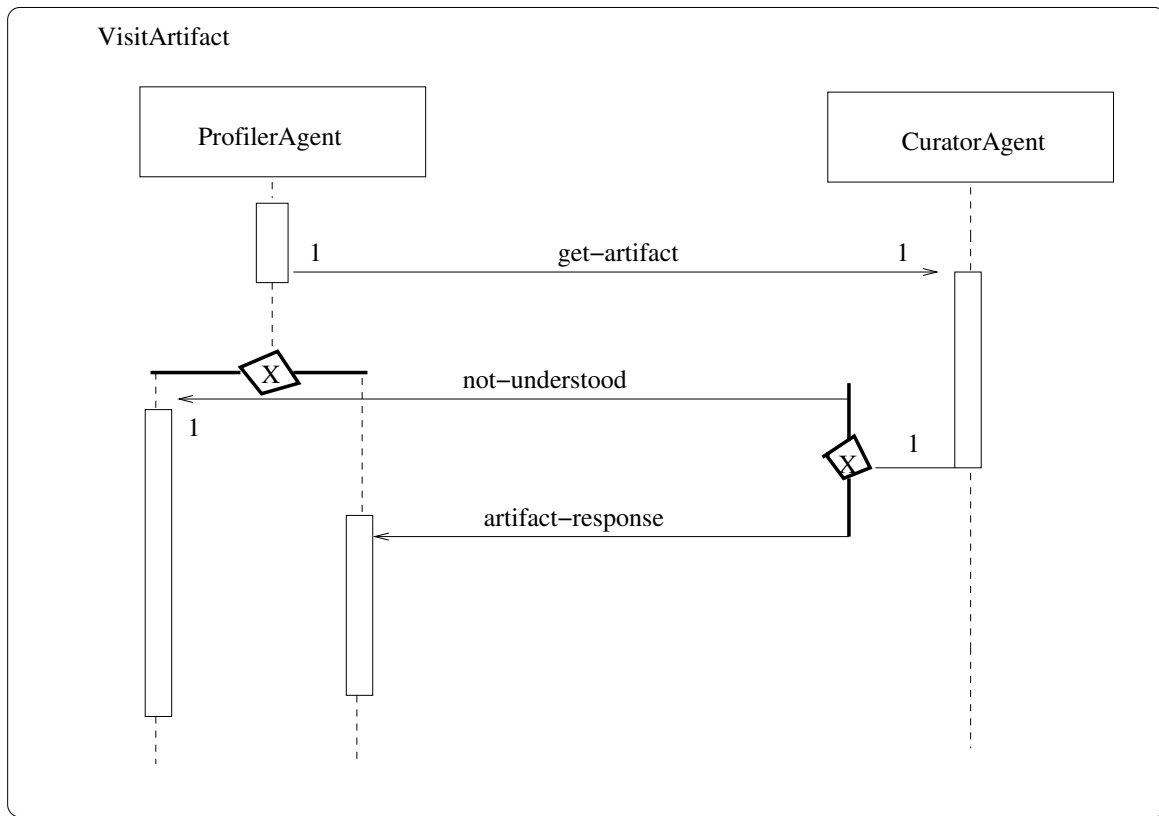 VisitArtifact
ProfilerAgent
CuratorAgent
1 get−artifact 1
X
not−understood
1
1
X
artifact−response